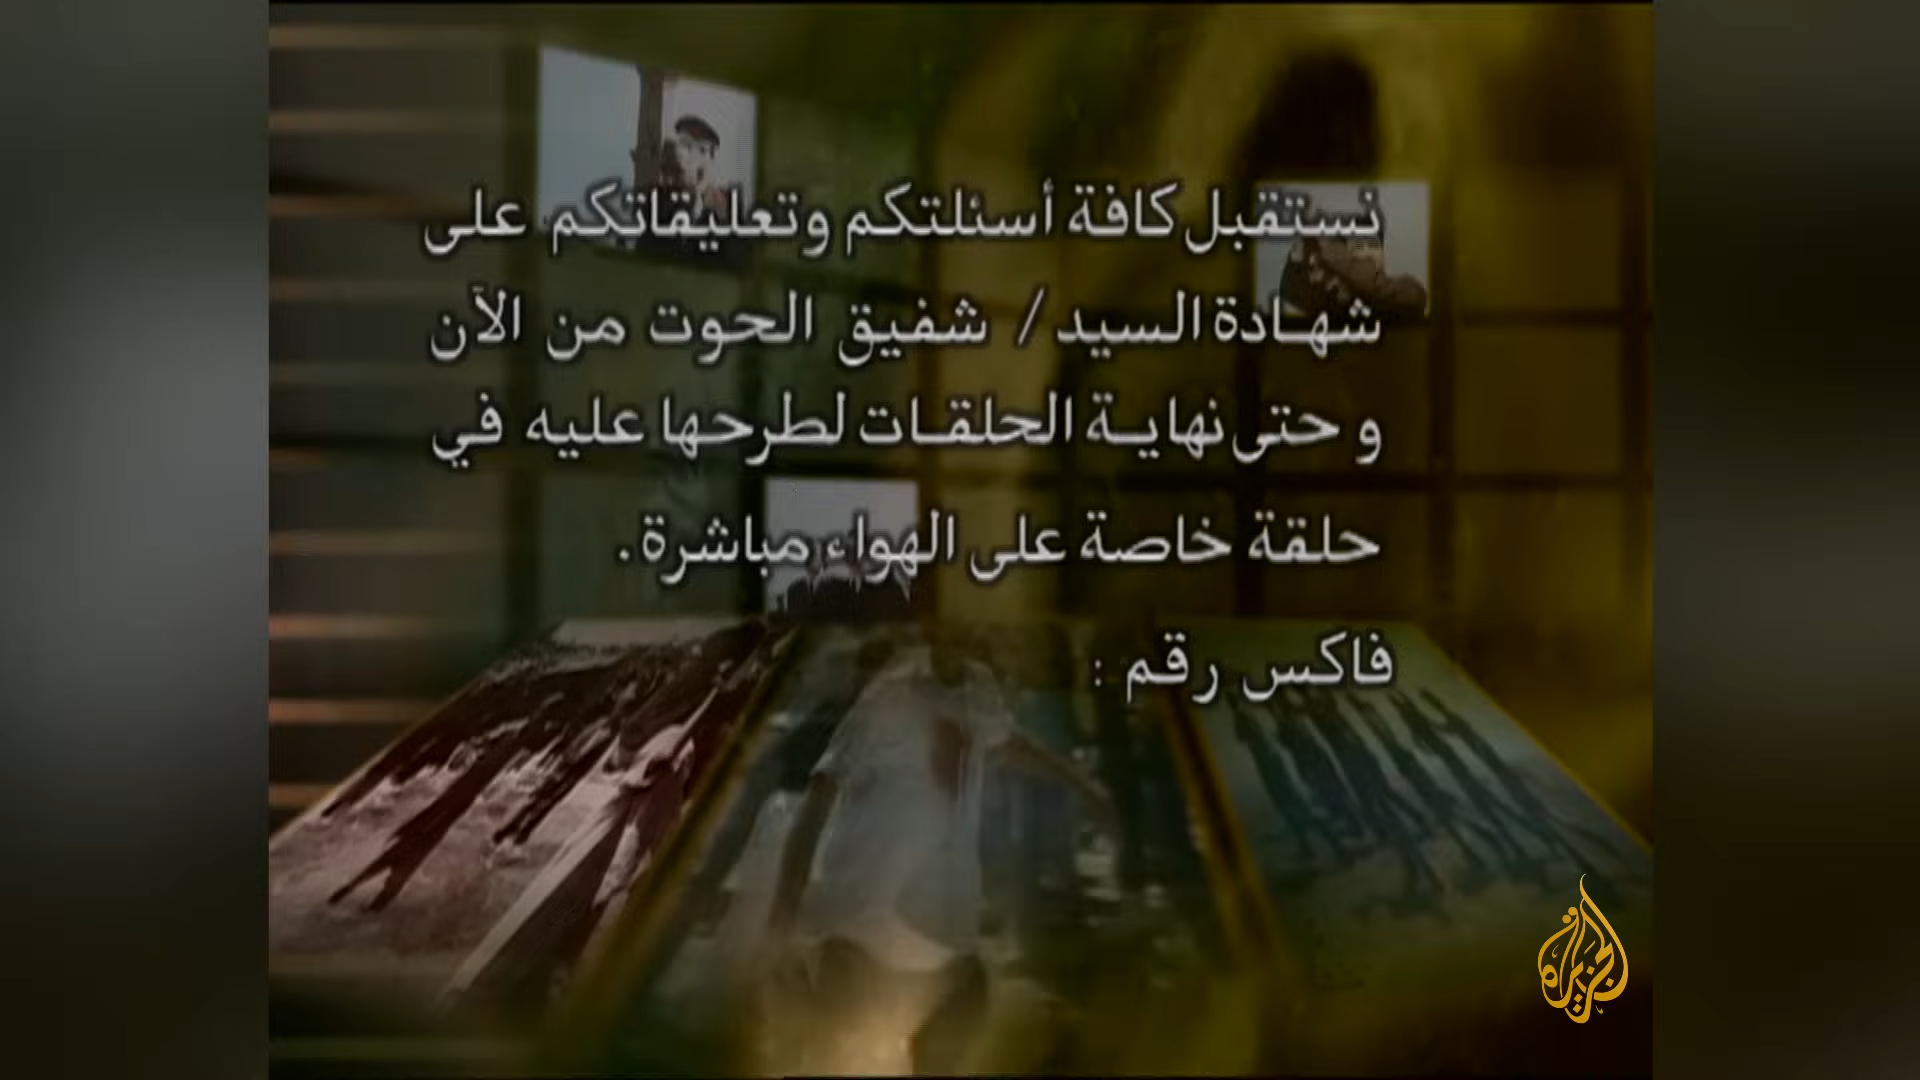 نستقبل كافة أسئلتكم وتعليقاتكم على
شهادة السيد / شفيق الحوت من الآن
و حتى نهاية الحلقات لطرحها عليه في
حلقة خاصة على الهواء مباشرة.
فاكس رقم :
الجزيرة